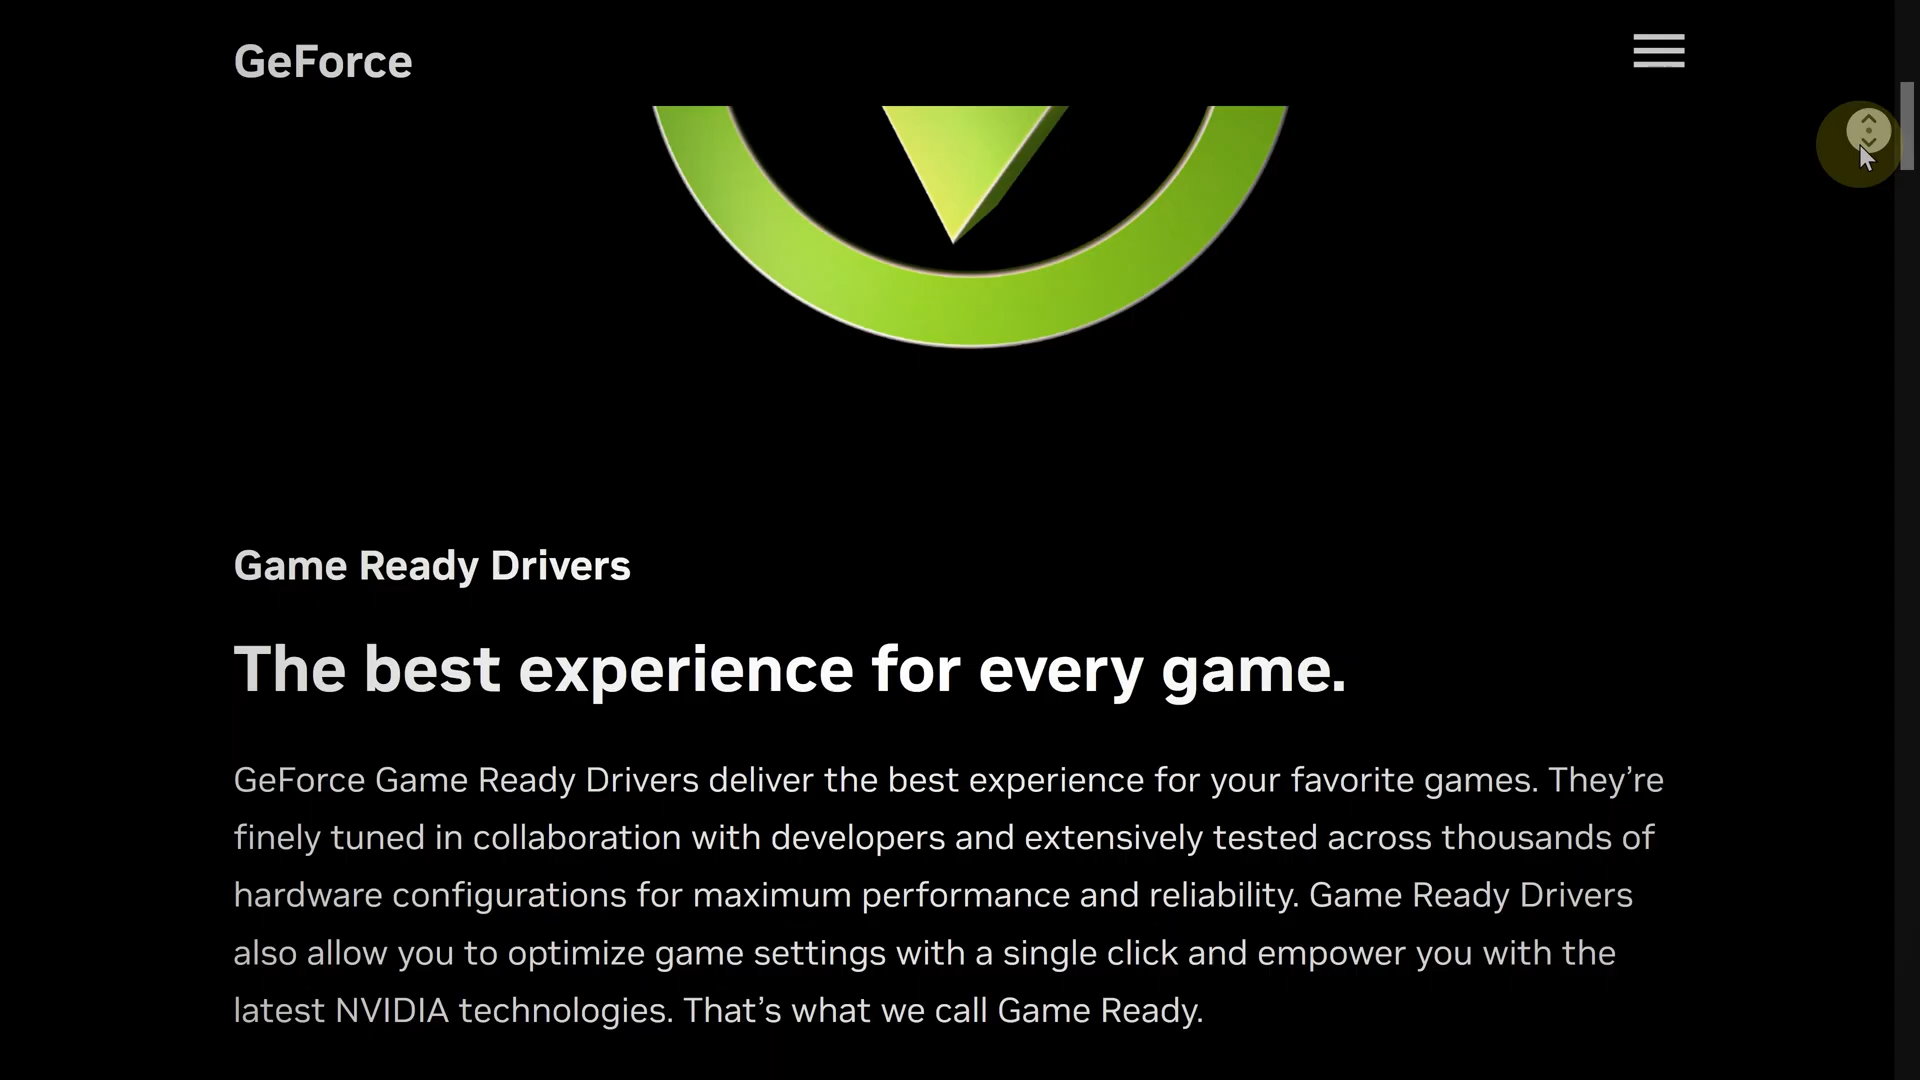 GeForce
Game Ready Drivers
The best experience for every game.
GeForce Game Ready Drivers deliver the best experience for your favorite games. They’re
finely tuned in collaboration with developers and extensively tested across thousands of
hardware configurations for maximum performance and reliability. Game Ready Drivers
also allow you to optimize game settings with a single click and empower you with the
latest NVIDIA technologies. That’s what we call Game Ready.